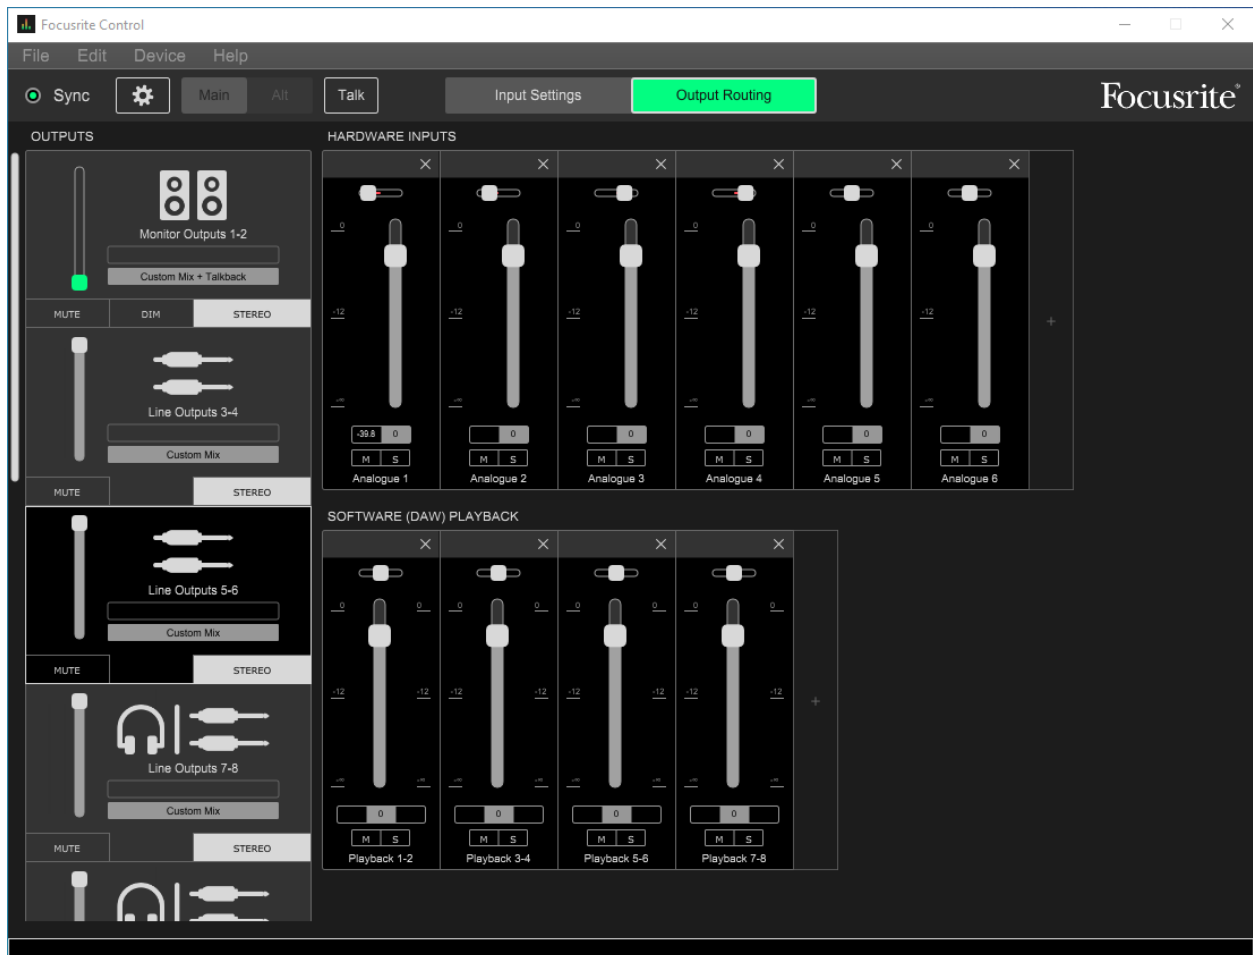 Focusrite Control
File Edit Device Help
Sync Main Alt Talk Input Settings Output Routing Focusrite®
OUTPUTS
Monitor Outputs 1-2
Custom Mix + Talkback
MUTE DIM STEREO
Line Outputs 3-4
Custom Mix
MUTE STEREO
Line Outputs 5-6
Custom Mix
MUTE STEREO
Line Outputs 7-8
Custom Mix
MUTE STEREO
HARDWARE INPUTS
0 0 0 0 0 0
-12 -12 -12 -12 -12 -12
-∞ -∞ -∞ -∞ -∞ -∞
-39.8 0 0 0 0 0 0
M S M S M S M S M S M S
Analogue 1 Analogue 2 Analogue 3 Analogue 4 Analogue 5 Analogue 6
+
SOFTWARE (DAW) PLAYBACK
0 0 0 0 0 0 0 0
-12 -12 -12 -12 -12 -12 -12 -12
-∞ -∞ -∞ -∞ -∞ -∞ -∞ -∞
0 0 0 0
M S M S M S M S
Playback 1-2 Playback 3-4 Playback 5-6 Playback 7-8
+